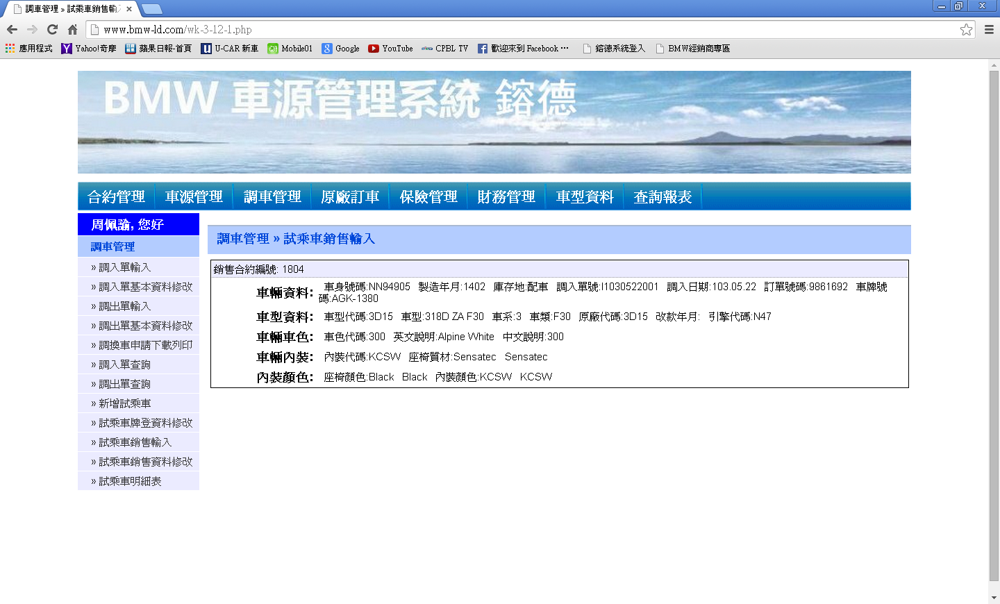 調車管理 » 試乘車銷售輸入
www.bmw-ld.com/wk-3-12-1.php
應用程式 Yahoo!奇摩 蘋果日報-首頁 U-CAR 新車 Mobile01 Google YouTube CPBL TV 歡迎來到 Facebook ⋯ 鎔德系統登入 BMW經銷商專區
BMW 車源管理系統 鎔德
合約管理 車源管理 調車管理 原廠訂車 保險管理 財務管理 車型資料 查詢報表
周佩諭, 您好
調車管理
» 調入單輸入
» 調入單基本資料修改
» 調出單輸入
» 調出單基本資料修改
» 調換車申請下載列印
» 調入單查詢
» 調出單查詢
» 新增試乘車
» 試乘車牌登資料修改
» 試乘車銷售輸入
» 試乘車銷售資料修改
» 試乘車明細表
調車管理 » 試乘車銷售輸入
銷售合約編號: 1804
車輛資料: 車身號碼:NN94905 製造年月:1402 庫存地:配車 調入單號:I1030522001 調入日期:103.05.22 訂單號碼:9861692 車牌號
碼:AGK-1380
車型資料: 車型代碼:3D15 車型:318D ZA F30 車系:3 車類:F30 原廠代碼:3D15 改款年月: 引擎代碼:N47
車輛車色: 車色代碼:300 英文說明:Alpine White 中文說明:300
車輛內裝: 內裝代碼:KCSW 座椅質材:Sensatec Sensatec
內裝顏色: 座椅顏色:Black Black 內裝顏色:KCSW KCSW